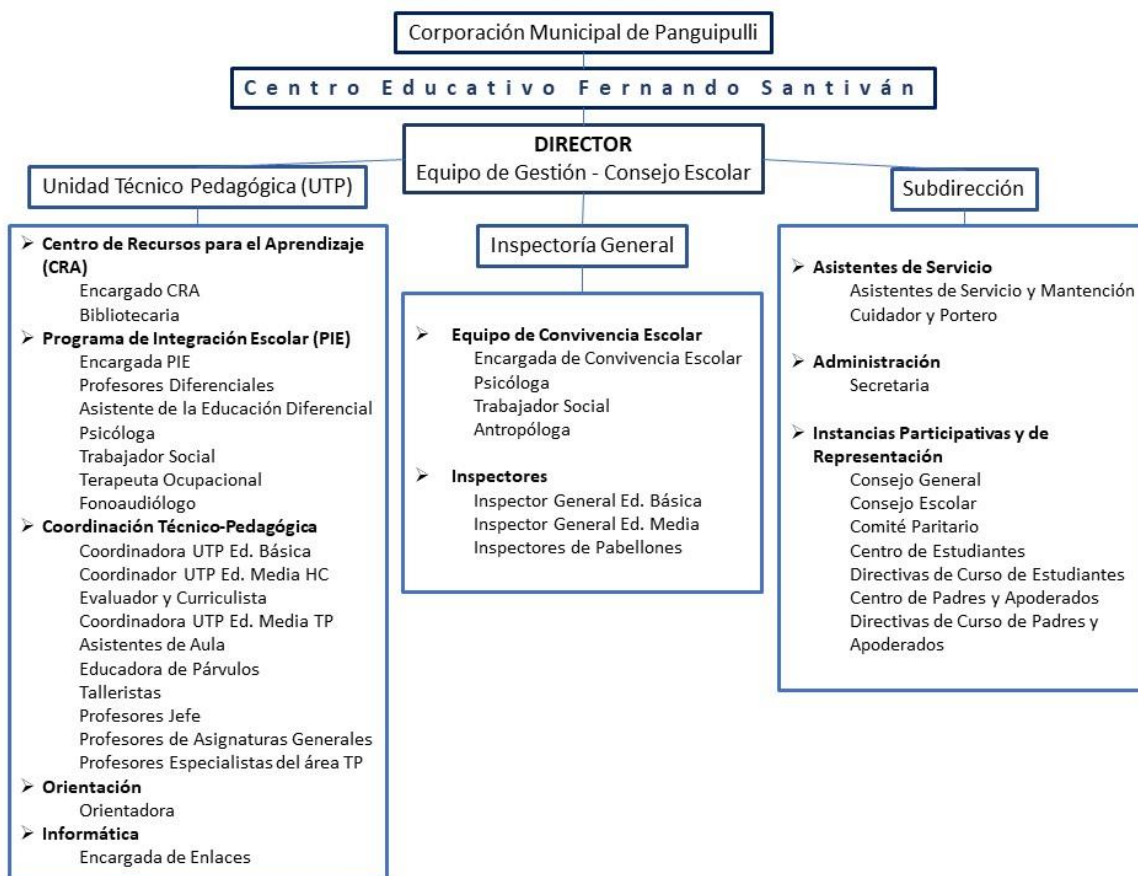 Corporación Municipal de Panguipulli
Centro Educativo Fernando Santiván
DIRECTOR
Equipo de Gestión - Consejo Escolar
Unidad Técnico Pedagógica (UTP)
➤ Centro de Recursos para el Aprendizaje
(CRA)
Encargado CRA
Bibliotecaria
➤ Programa de Integración Escolar (PIE)
Encargada PIE
Profesores Diferenciales
Asistente de la Educación Diferencial
Psicóloga
Trabajador Social
Terapeuta Ocupacional
Fonoaudiólogo
➤ Coordinación Técnico-Pedagógica
Coordinadora UTP Ed. Básica
Coordinador UTP Ed. Media HC
Evaluador y Curriculista
Coordinadora UTP Ed. Media TP
Asistentes de Aula
Educadora de Párvulos
Talleristas
Profesores Jefe
Profesores de Asignaturas Generales
Profesores Especialistas del área TP
➤ Orientación
Orientadora
➤ Informática
Encargada de Enlaces
Inspectoría General
➤ Equipo de Convivencia Escolar
Encargada de Convivencia Escolar
Psicóloga
Trabajador Social
Antropóloga
➤ Inspectores
Inspector General Ed. Básica
Inspector General Ed. Media
Inspectores de Pabellones
Subdirección
➤ Asistentes de Servicio
Asistentes de Servicio y Mantención
Cuidador y Portero
➤ Administración
Secretaria
➤ Instancias Participativas y de
Representación
Consejo General
Consejo Escolar
Comité Paritario
Centro de Estudiantes
Directivas de Curso de Estudiantes
Centro de Padres y Apoderados
Directivas de Curso de Padres y
Apoderados